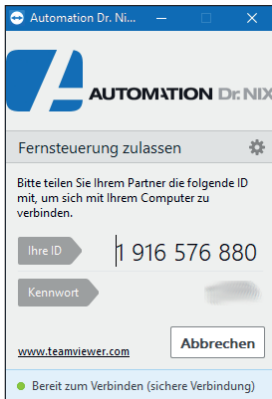 Automation Dr. Ni...
AUTOMATION Dr. NIX
Fernsteuerung zulassen
Bitte teilen Sie Ihrem Partner die folgende ID
mit, um sich mit Ihrem Computer zu
verbinden.
Ihre ID
1 916 576 880
Kennwort
www.teamviewer.com
Abbrechen
Bereit zum Verbinden (sichere Verbindung)